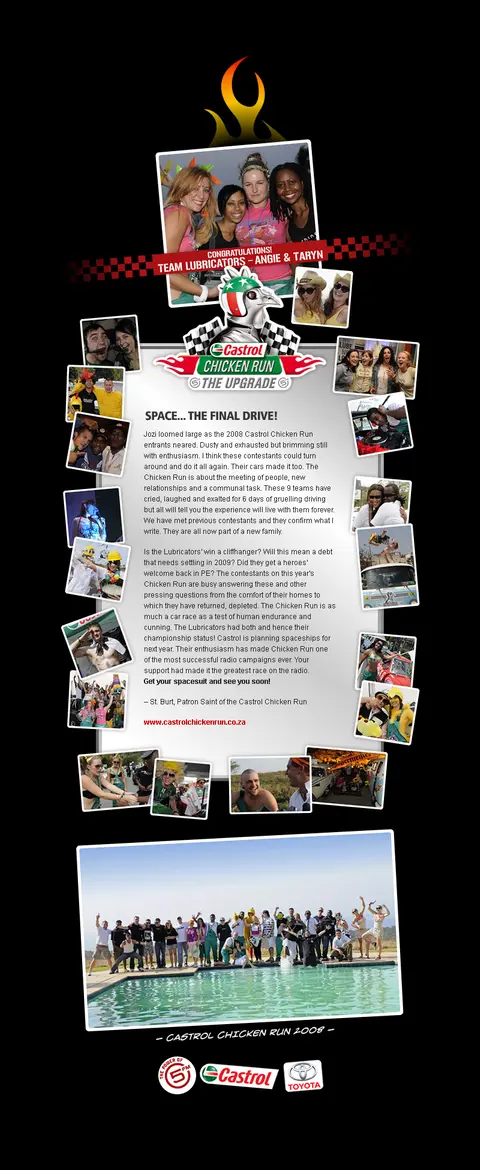 CONGRATULATIONS!
TEAM LUBRICATORS - ANGIE & TARYN
Castrol
CHICKEN RUN
THE UPGRADE
SPACE... THE FINAL DRIVE!
Jozi loomed large as the 2008 Castrol Chicken Run
entrants neared. Dusty and exhausted but brimming still
with enthusiasm. I think these contestants could turn
around and do it all again. Their cars made it too. The
Chicken Run is about the meeting of people, new
relationships and a communal task. These 9 teams have
cried, laughed and exalted for 6 days of gruelling driving
but all will tell you the experience will live with them forever.
We have met previous contestants and they confirm what I
write. They are all now part of a new family.
Is the Lubricators' win a cliffhanger? Will this mean a debt
that needs settling in 2009? Did they get a heroes'
welcome back in PE? The contestants on this year's
Chicken Run are busy answering these and other
pressing questions from the comfort of their homes to
which they have returned, depleted. The Chicken Run is as
much a car race as a test of human endurance and
cunning. The Lubricators had both and hence their
championship status! Castrol is planning spaceships for
next year. Their enthusiasm has made Chicken Run one
of the most successful radio campaigns ever. Your
support had made it the greatest race on the radio.
Get your spacesuit and see you soon!
– St. Burt, Patron Saint of the Castrol Chicken Run
www.castrolchickenrun.co.za
– CASTROL CHICKEN RUN 2008 –
THE POWER OF
5FM
Castrol
TOYOTA